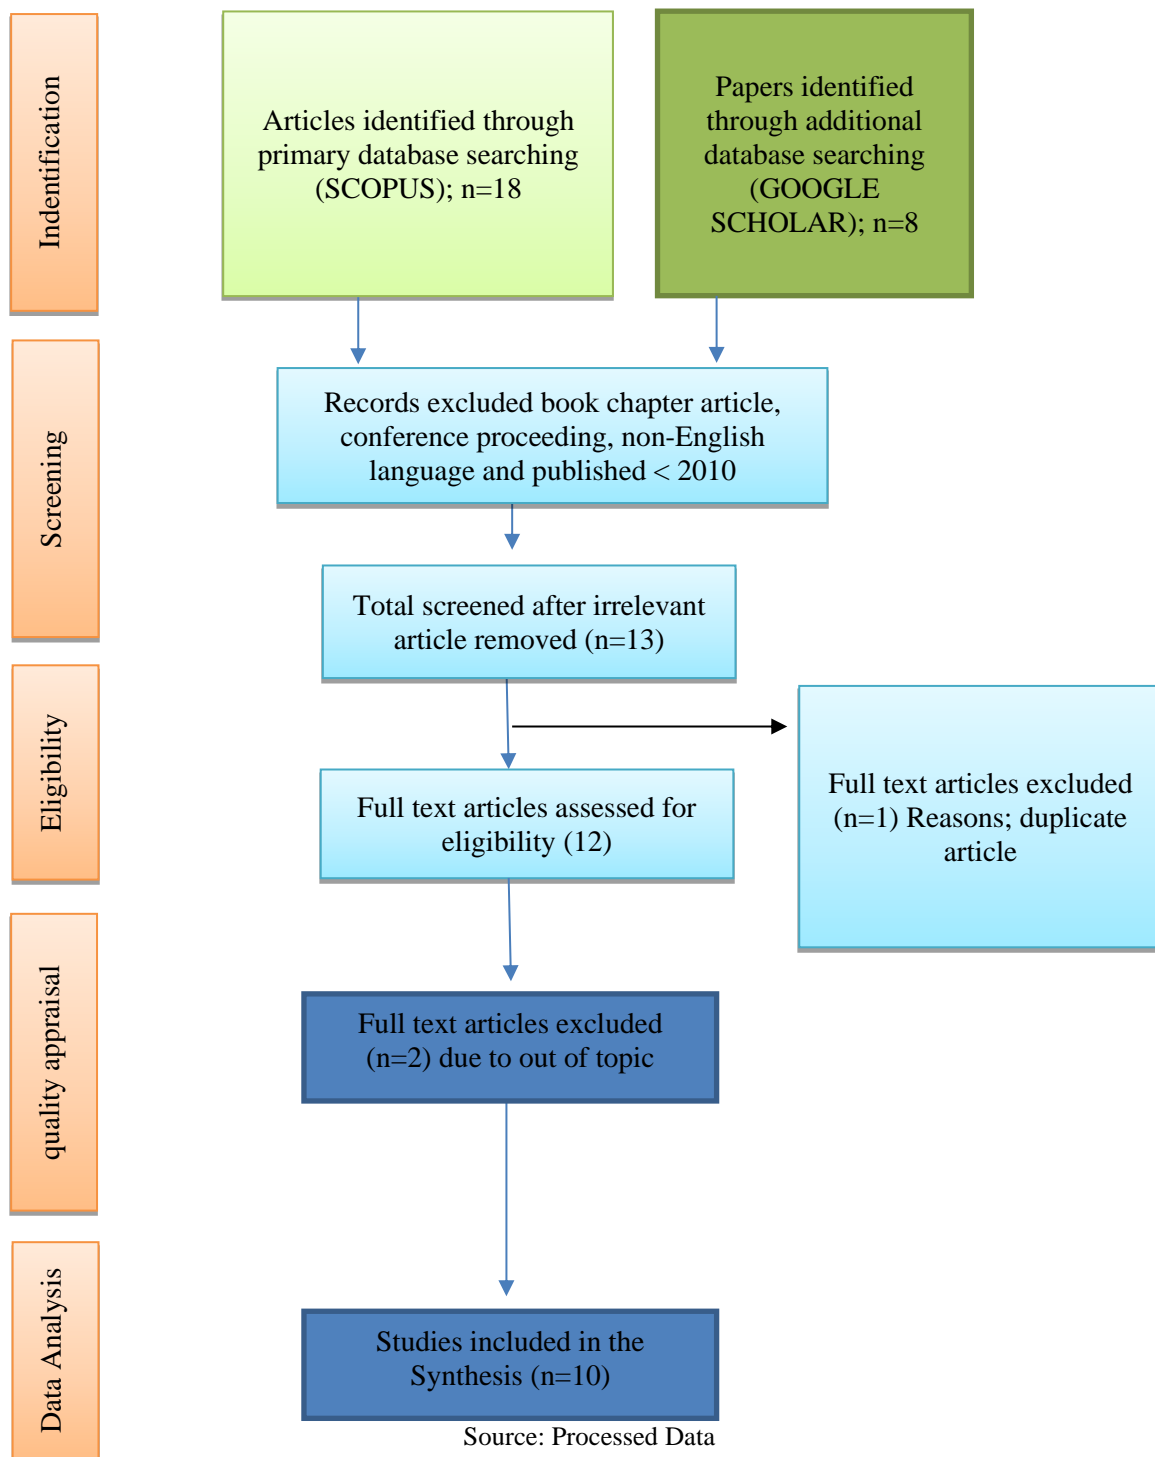 Indentification
Articles identified through
primary database searching
(SCOPUS); n=18
Papers identified
through additional
database searching
(GOOGLE
SCHOLAR); n=8
Screening
Records excluded book chapter article,
conference proceeding, non-English
language and published < 2010
Total screened after irrelevant
article removed (n=13)
Eligibility
Full text articles assessed for
eligibility (12)
Full text articles excluded
(n=1) Reasons; duplicate
article
quality appraisal
Full text articles excluded
(n=2) due to out of topic
Data Analysis
Studies included in the
Synthesis (n=10)
Source: Processed Data